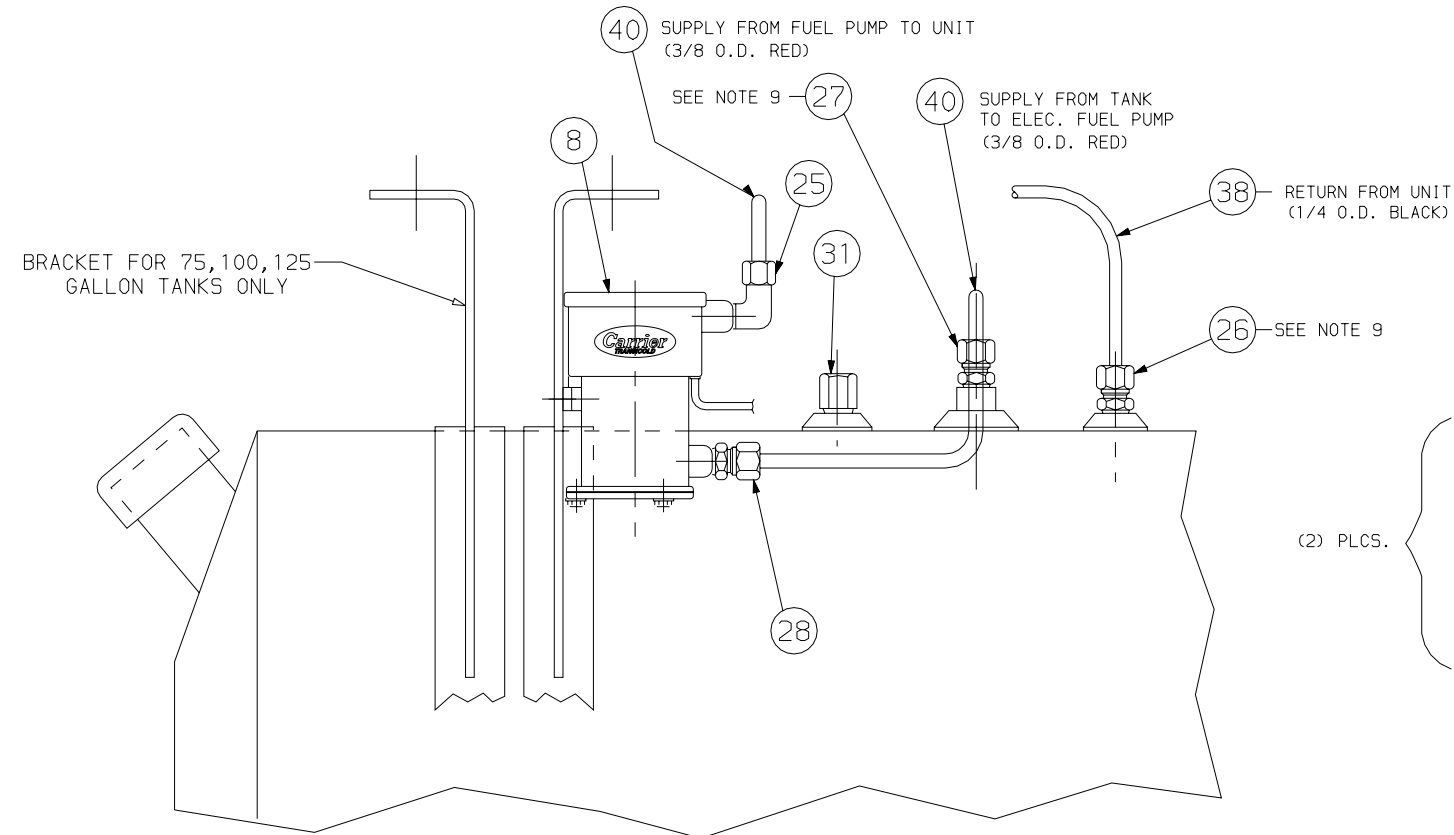 40 SUPPLY FROM FUEL PUMP TO UNIT
(3/8 O.D. RED)
SEE NOTE 9 27
40 SUPPLY FROM TANK
TO ELEC. FUEL PUMP
(3/8 O.D. RED)
8
25
38 RETURN FROM UNIT
(1/4 O.D. BLACK)
BRACKET FOR 75,100,125
GALLON TANKS ONLY
31
26 SEE NOTE 9
Carrier
TRANSICOLD
(2) PLCS.
28